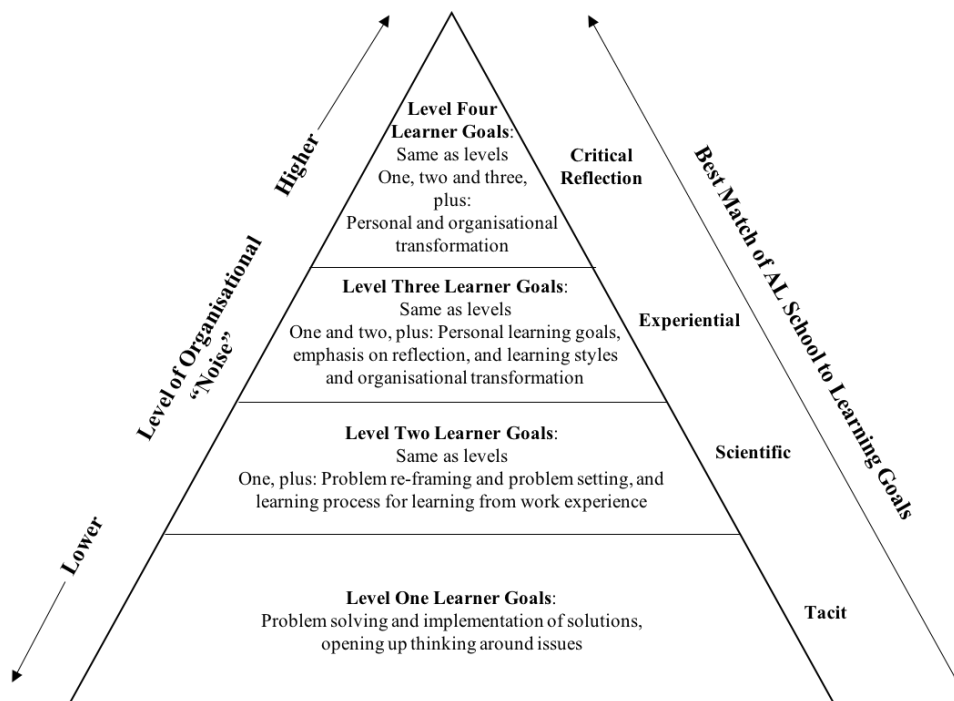 Level Four
Learner Goals:
Same as levels
One, two and three,
plus:
Personal and organisational
transformation
Level Three Learner Goals:
Same as levels
One and two, plus: Personal learning goals,
emphasis on reflection, and learning styles
and organisational transformation
Level Two Learner Goals:
Same as levels
One, plus: Problem re-framing and problem setting, and
learning process for learning from work experience
Level One Learner Goals:
Problem solving and implementation of solutions,
opening up thinking around issues
Higher
Level of Organisational
“Noise”
Lower
Critical
Reflection
Experiential
Scientific
Tacit
Best Match of AL School to Learning Goals